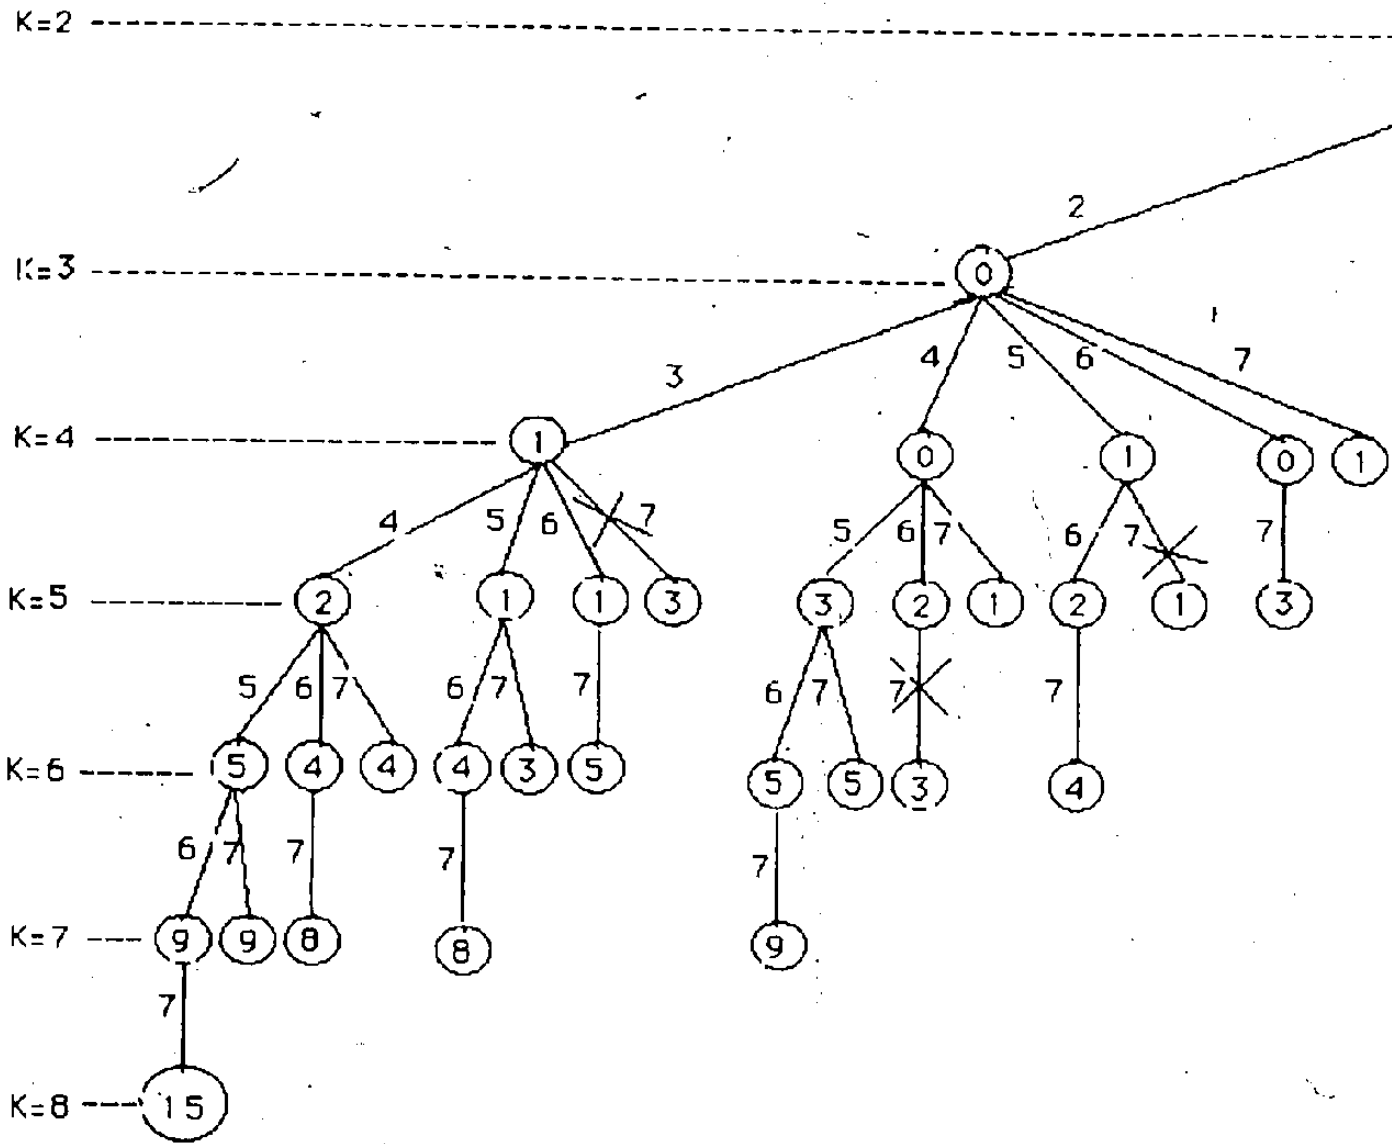 K=2
2
K=3 0
3 4 5 6 7
K=4 1 0 1 0 1
4 5 6 7 5 6 7 6 7 7
K=5 2 1 1 3 3 2 1 2 1 3
5 6 7 6 7 7 6 7 7 7
K=6 5 4 4 4 3 5 5 5 3 4
6 7 7 7 7
K=7 9 9 8 8 9
7
K=8 15